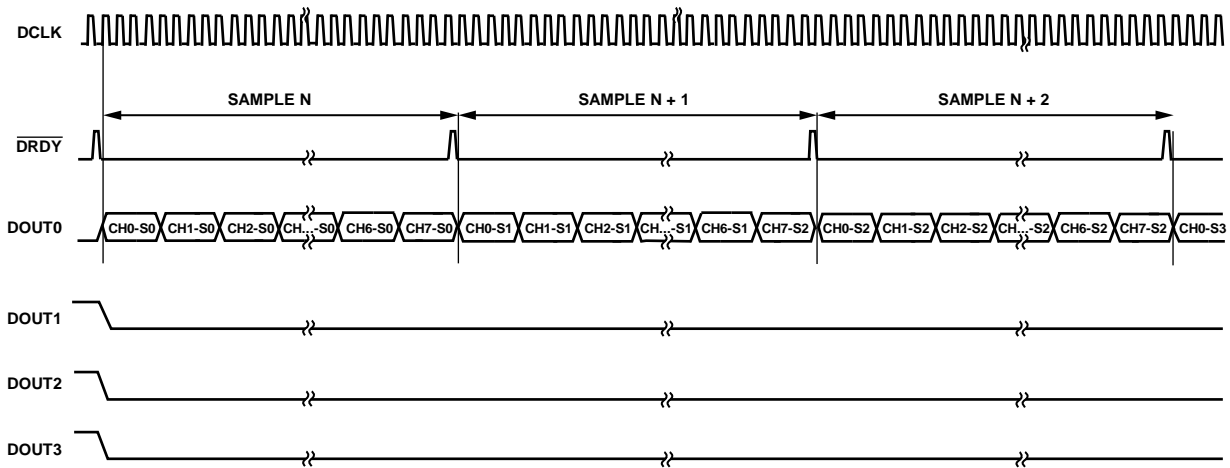 DCLK
SAMPLE N SAMPLE N + 1 SAMPLE N + 2
DRDY
DOUT0 CH0-S0 CH1-S0 CH2-S0 CH...-S0 CH6-S0 CH7-S0 CH0-S1 CH1-S1 CH2-S1 CH...-S1 CH6-S1 CH7-S2 CH0-S2 CH1-S2 CH2-S2 CH...-S2 CH6-S2 CH7-S2 CH0-S3
DOUT1
DOUT2
DOUT3